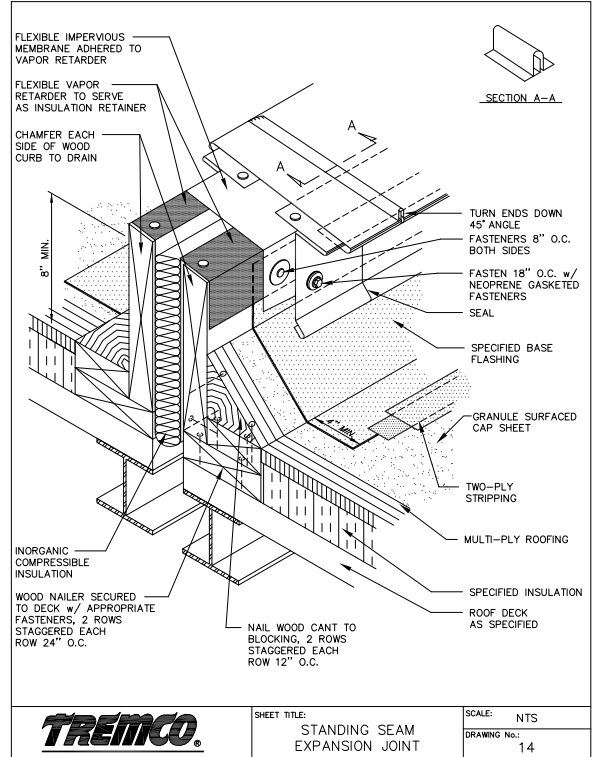 FLEXIBLE IMPERVIOUS
MEMBRANE ADHERED TO
VAPOR RETARDER
FLEXIBLE VAPOR
RETARDER TO SERVE
AS INSULATION RETAINER
CHAMFER EACH
SIDE OF WOOD
CURB TO DRAIN
8" MIN.
INORGANIC
COMPRESSIBLE
INSULATION
WOOD NAILER SECURED
TO DECK w/ APPROPRIATE
FASTENERS, 2 ROWS
STAGGERED EACH
ROW 24" O.C.
NAIL WOOD CANT TO
BLOCKING, 2 ROWS
STAGGERED EACH
ROW 12" O.C.
A
A
SECTION A-A
TURN ENDS DOWN
45° ANGLE
FASTENERS 8" O.C.
BOTH SIDES
FASTEN 18" O.C. w/
NEOPRENE GASKETED
FASTENERS
SEAL
SPECIFIED BASE
FLASHING
4" MIN.
GRANULE SURFACED
CAP SHEET
TWO-PLY
STRIPPING
MULTI-PLY ROOFING
SPECIFIED INSULATION
ROOF DECK
AS SPECIFIED
TREMCO®
SHEET TITLE:
STANDING SEAM
EXPANSION JOINT
SCALE: NTS
DRAWING No.:
14